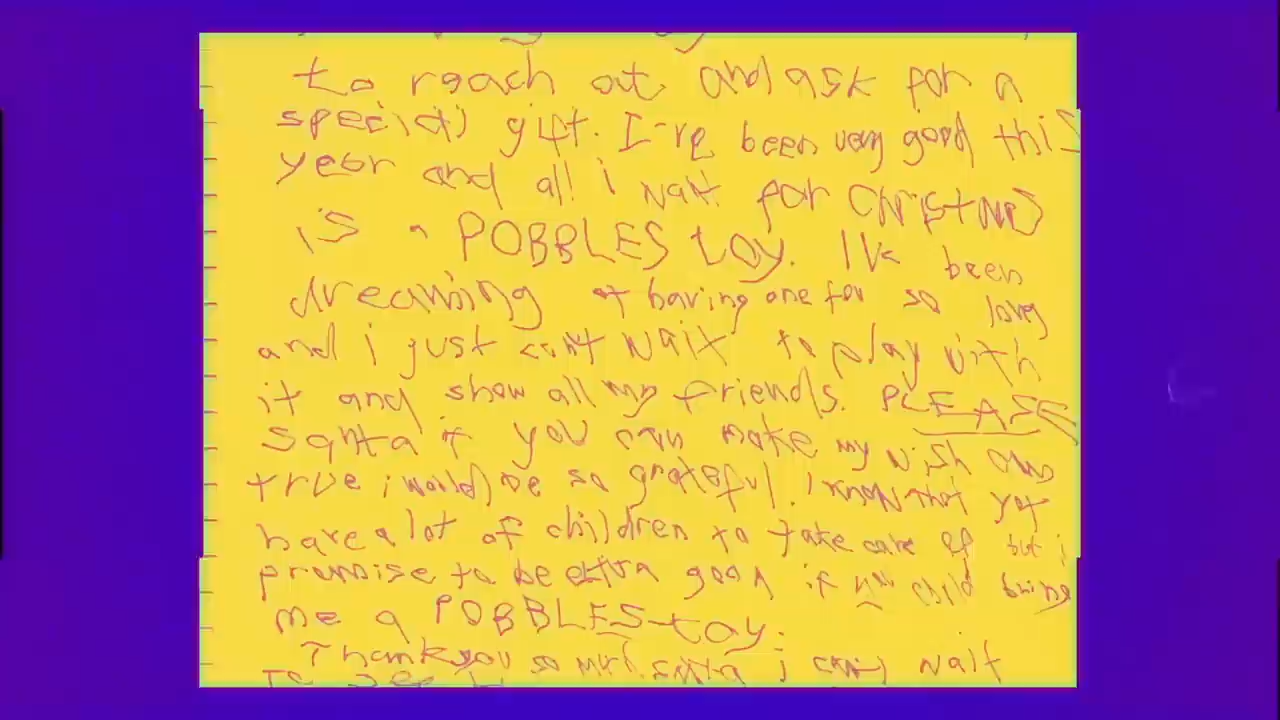 to reach out and ask for a
special gift. I've been very good this
year and all i wait for Christmas
is a POBBLES toy. I've been
dreaming of having one for so long
and i just can't wait to play with
it and show all my friends. PLEASE
santa if you can make my wish
true i would be so grateful. i know that you
have a lot of children to take care of but i
promise to be extra good if you could bring
me a POBBLES toy.
Thank you so santa i can't wait
to see